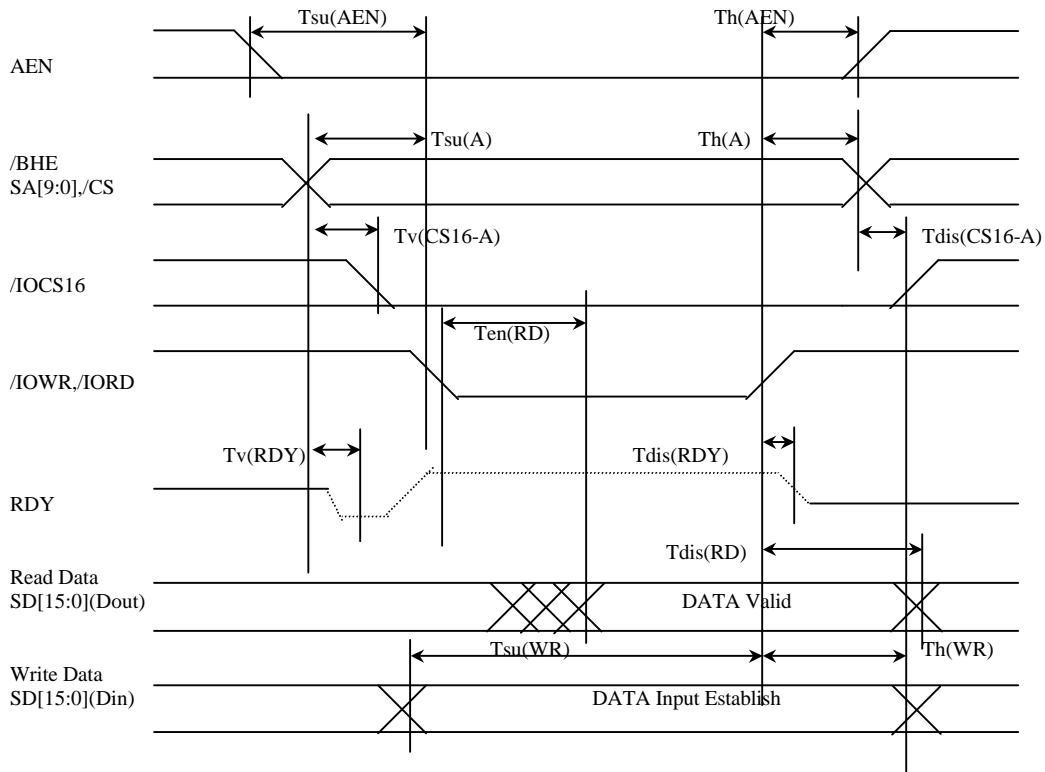 Tsu(AEN)
Th(AEN)
AEN
Tsu(A)
Th(A)
/BHE
SA[9:0],/CS
Tv(CS16-A)
Tdis(CS16-A)
/IOCS16
Ten(RD)
/IOWR,/IORD
Tv(RDY)
Tdis(RDY)
RDY
Tdis(RD)
Read Data
SD[15:0](Dout)
DATA Valid
Tsu(WR)
Th(WR)
Write Data
SD[15:0](Din)
DATA Input Establish